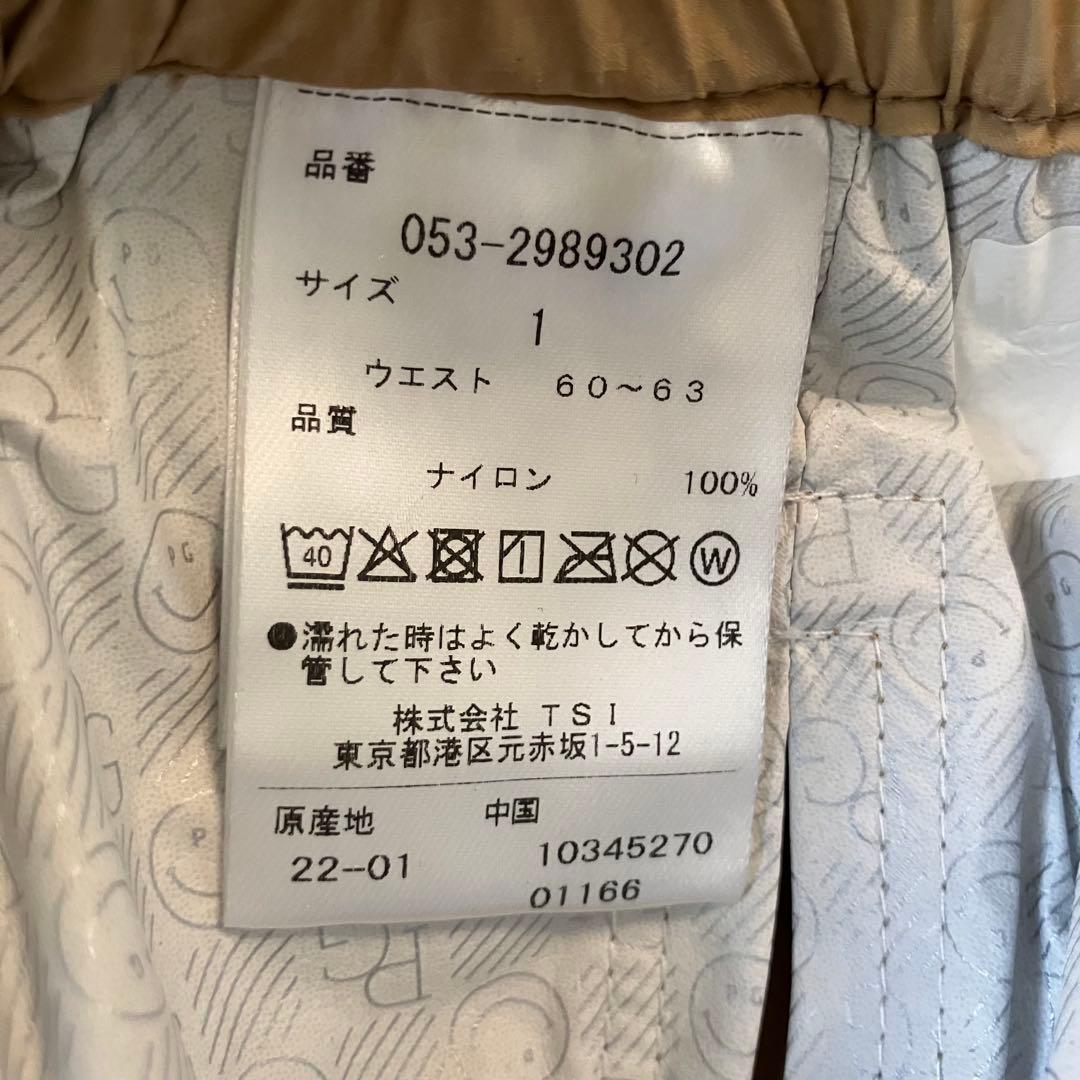 品番
053-2989302
サイズ
1
ウエスト 60～63
品質
ナイロン 100%
40
W
●濡れた時はよく乾かしてから保
管して下さい
株式会社 TSI
東京都港区元赤坂1-5-12
原産地 中国
22--01 10345270
01166
PG
PG